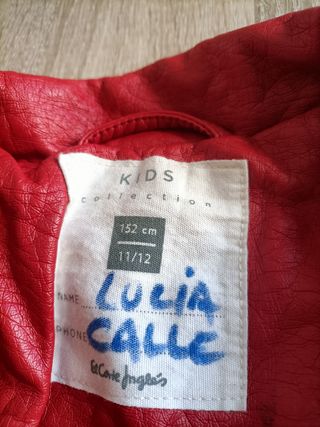 KIDS
collection
152 cm
11/12
NAME LUCIA
PHONE CALLE
El Corte Inglés